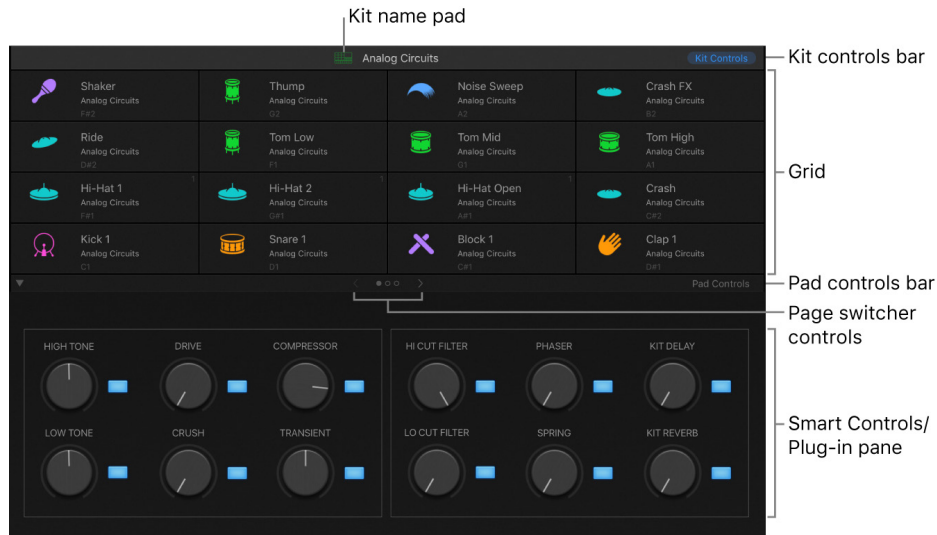 Kit name pad
Analog Circuits
Kit Controls
Kit controls bar
Shaker
Analog Circuits
F#2
Thump
Analog Circuits
G2
Noise Sweep
Analog Circuits
A2
Crash FX
Analog Circuits
B2
Ride
Analog Circuits
D#2
Tom Low
Analog Circuits
F1
Tom Mid
Analog Circuits
G1
Tom High
Analog Circuits
A1
Grid
Hi-Hat 1
1
Analog Circuits
F#1
Hi-Hat 2
1
Analog Circuits
G#1
Hi-Hat Open
1
Analog Circuits
A#1
Crash
Analog Circuits
C#2
Kick 1
Analog Circuits
C1
Snare 1
Analog Circuits
D1
Block 1
Analog Circuits
C#1
Clap 1
Analog Circuits
D#1
Pad Controls
Pad controls bar
Page switcher
controls
HIGH TONE
DRIVE
COMPRESSOR
HI CUT FILTER
PHASER
KIT DELAY
LOW TONE
CRUSH
TRANSIENT
LO CUT FILTER
SPRING
KIT REVERB
Smart Controls/
Plug-in pane